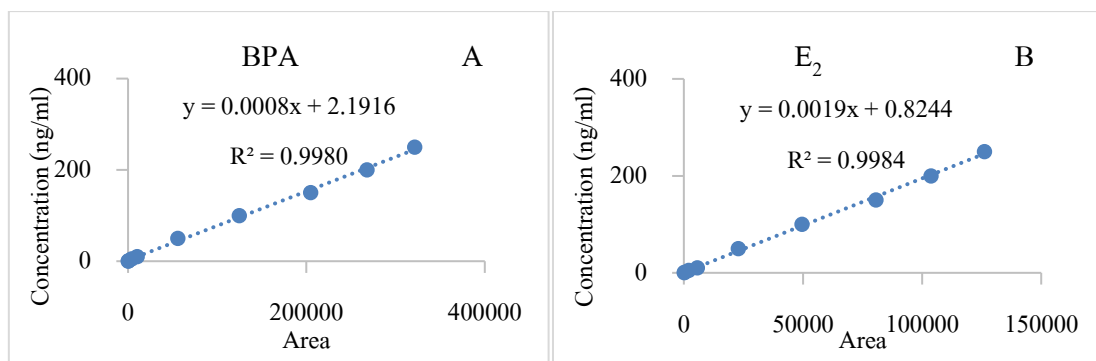 BPA A
400
y = 0.0008x + 2.1916
R² = 0.9980
200
0
0 200000 400000
Area
Concentration (ng/ml)
E₂ B
400
y = 0.0019x + 0.8244
R² = 0.9984
200
0
0 50000 100000 150000
Area
Concentration (ng/ml)